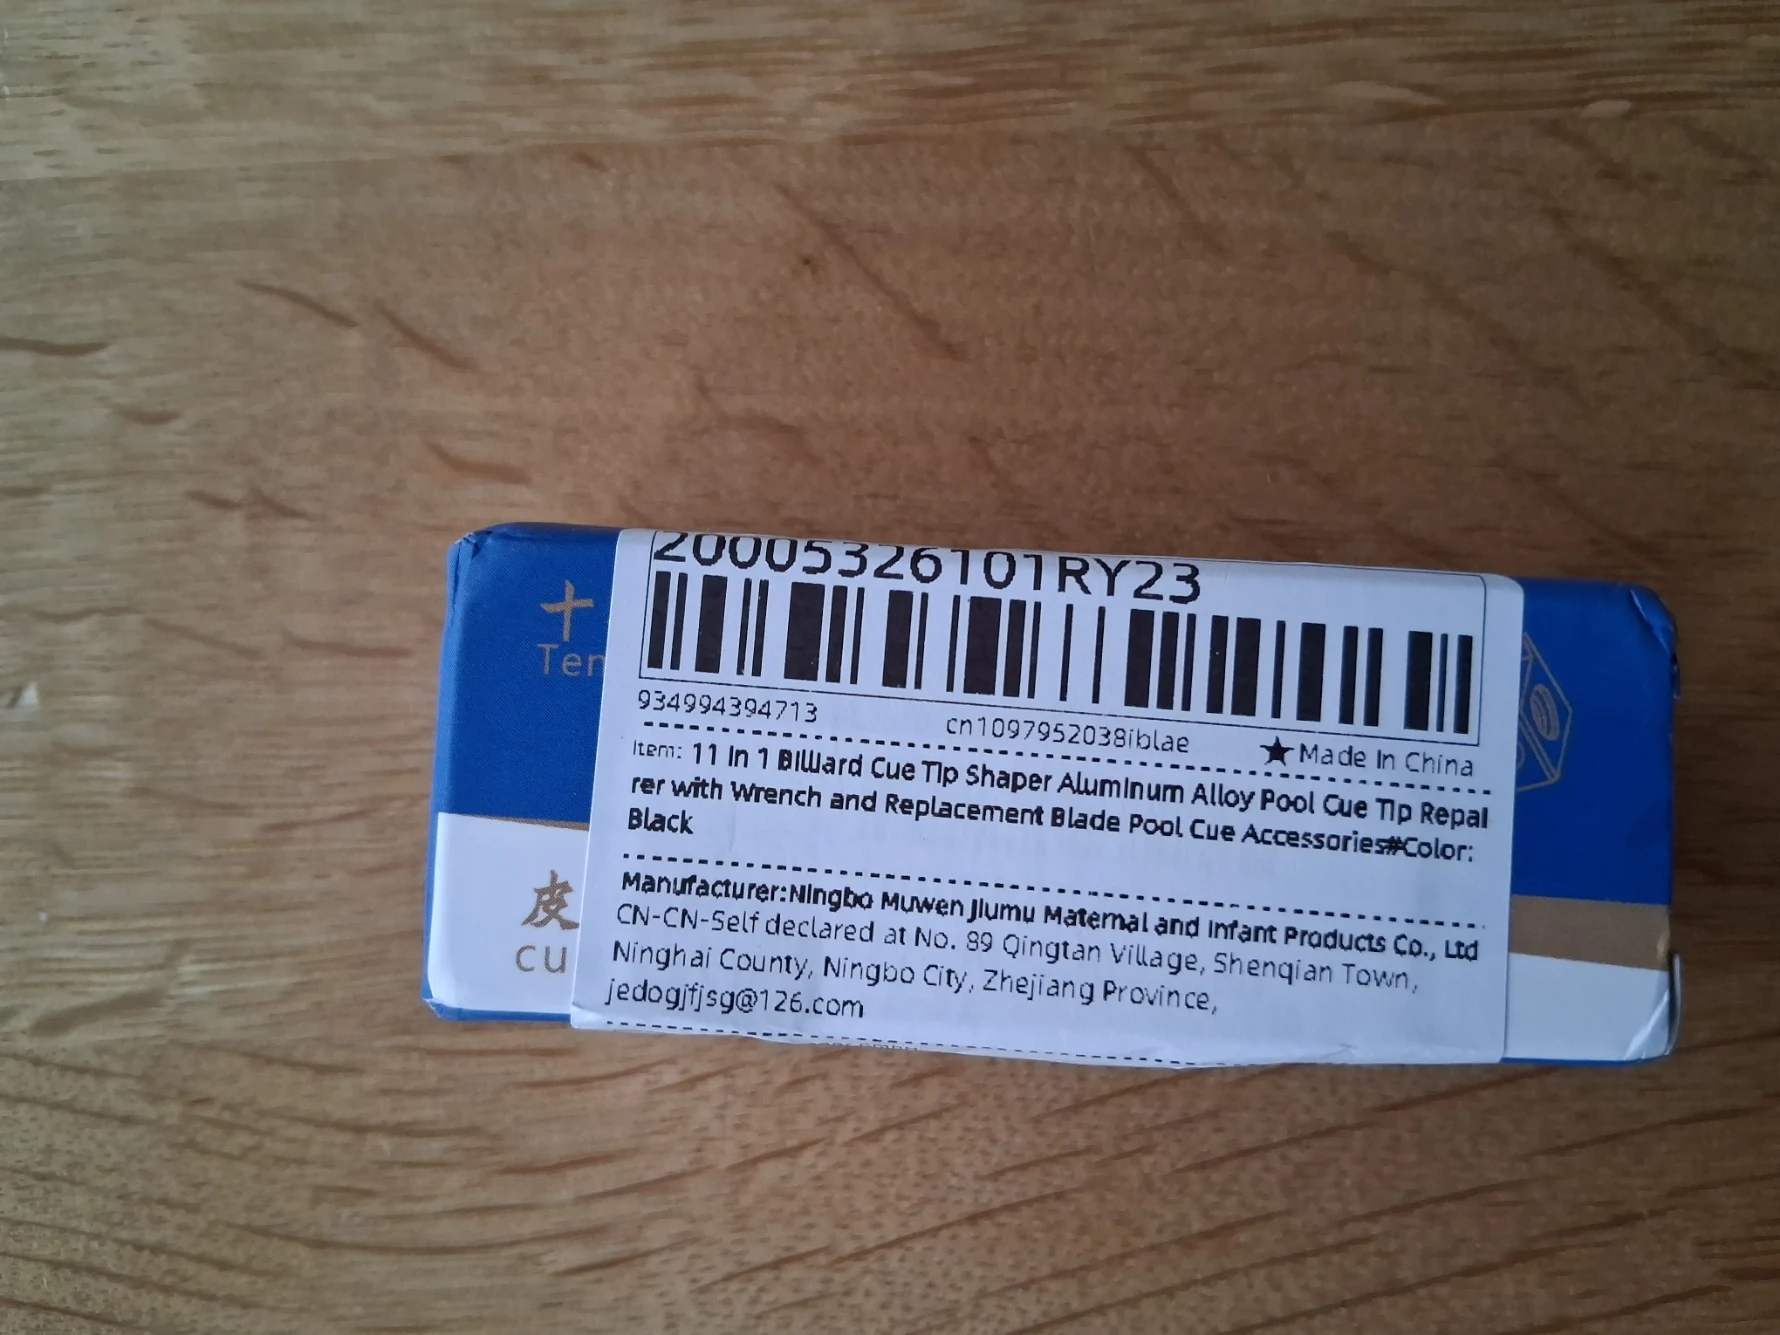 20005326101RY23
934994394713
cn1097952038iblae
★ Made In China
Item: 11 In 1 Billiard Cue Tip Shaper Aluminum Alloy Pool Cue Tip Repai
rer with Wrench and Replacement Blade Pool Cue Accessories#Color:
Black
Manufacturer:Ningbo Muwen Jiumu Maternal and Infant Products Co., Ltd
CN-CN-Self declared at No. 89 Qingtan Village, Shenqian Town,
Ninghai County, Ningbo City, Zhejiang Province,
jedogjfjsg@126.com
十
Ten
皮
cu